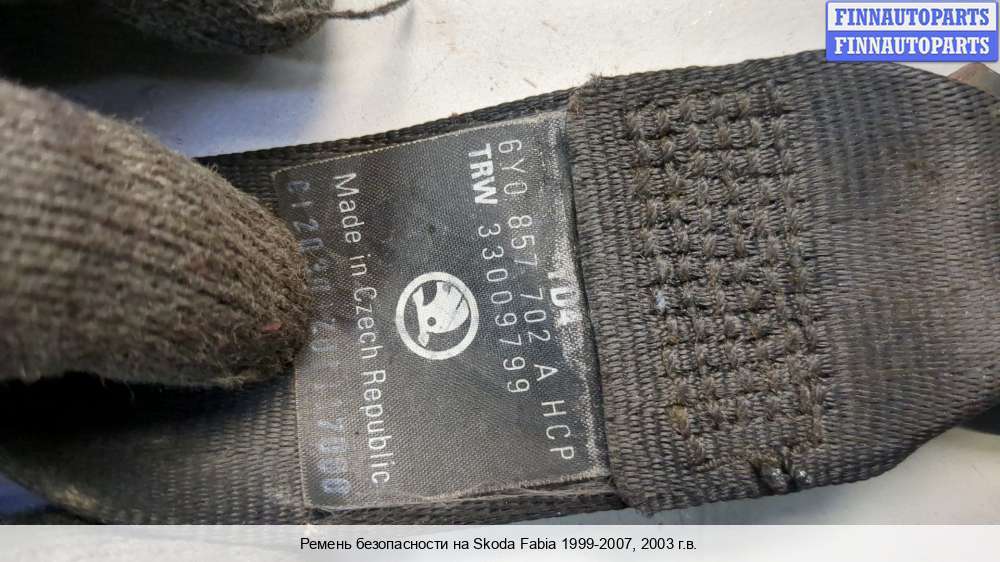 FINNAUTOPARTS
FINNAUTOPARTS
6Y0 857 702 A HCP
TRW 33009799
Made in Czech Republic
Ремень безопасности на Skoda Fabia 1999-2007, 2003 г.в.